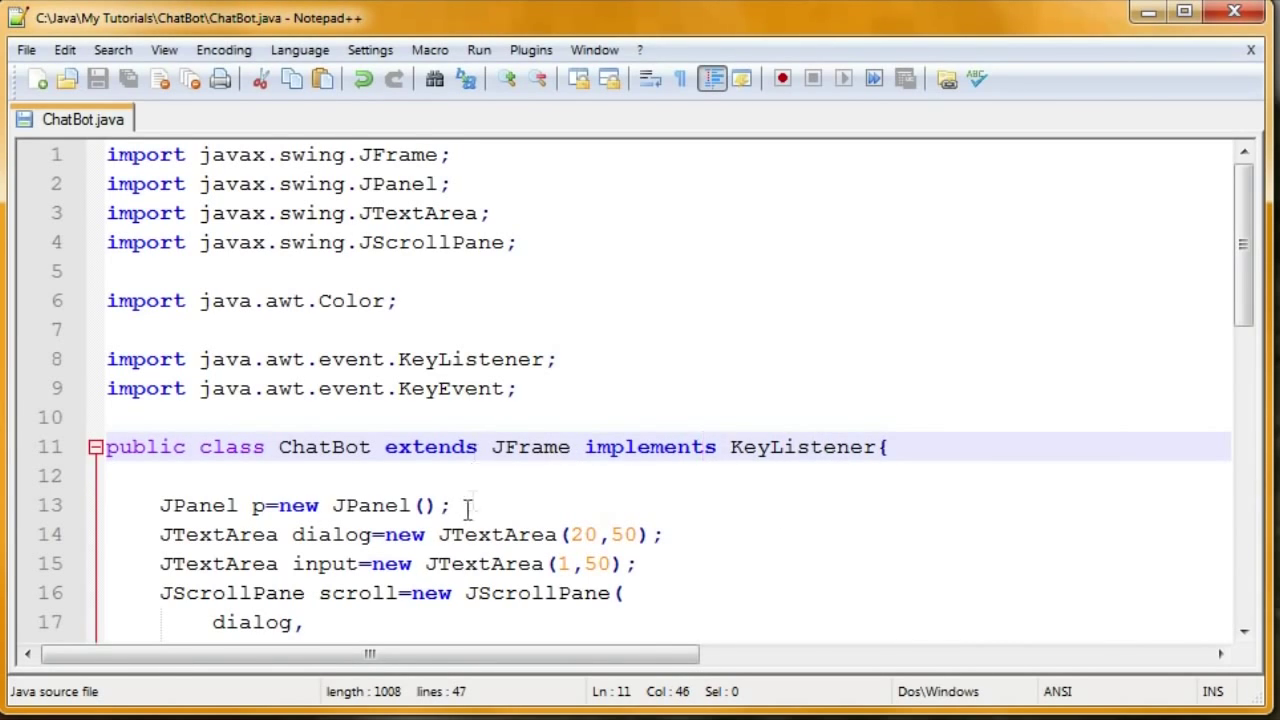 C:\Java\My Tutorials\ChatBot\ChatBot.java - Notepad++
File Edit Search View Encoding Language Settings Macro Run Plugins Window ? X
ABC
ChatBot.java
1 import javax.swing.JFrame;
2 import javax.swing.JPanel;
3 import javax.swing.JTextArea;
4 import javax.swing.JScrollPane;
5
6 import java.awt.Color;
7
8 import java.awt.event.KeyListener;
9 import java.awt.event.KeyEvent;
10
11 public class ChatBot extends JFrame implements KeyListener{
12
13 JPanel p=new JPanel();
14 JTextArea dialog=new JTextArea(20,50);
15 JTextArea input=new JTextArea(1,50);
16 JScrollPane scroll=new JScrollPane(
17 dialog,
Java source file length : 1008 lines : 47 Ln : 11 Col : 46 Sel : 0 Dos\Windows ANSI INS